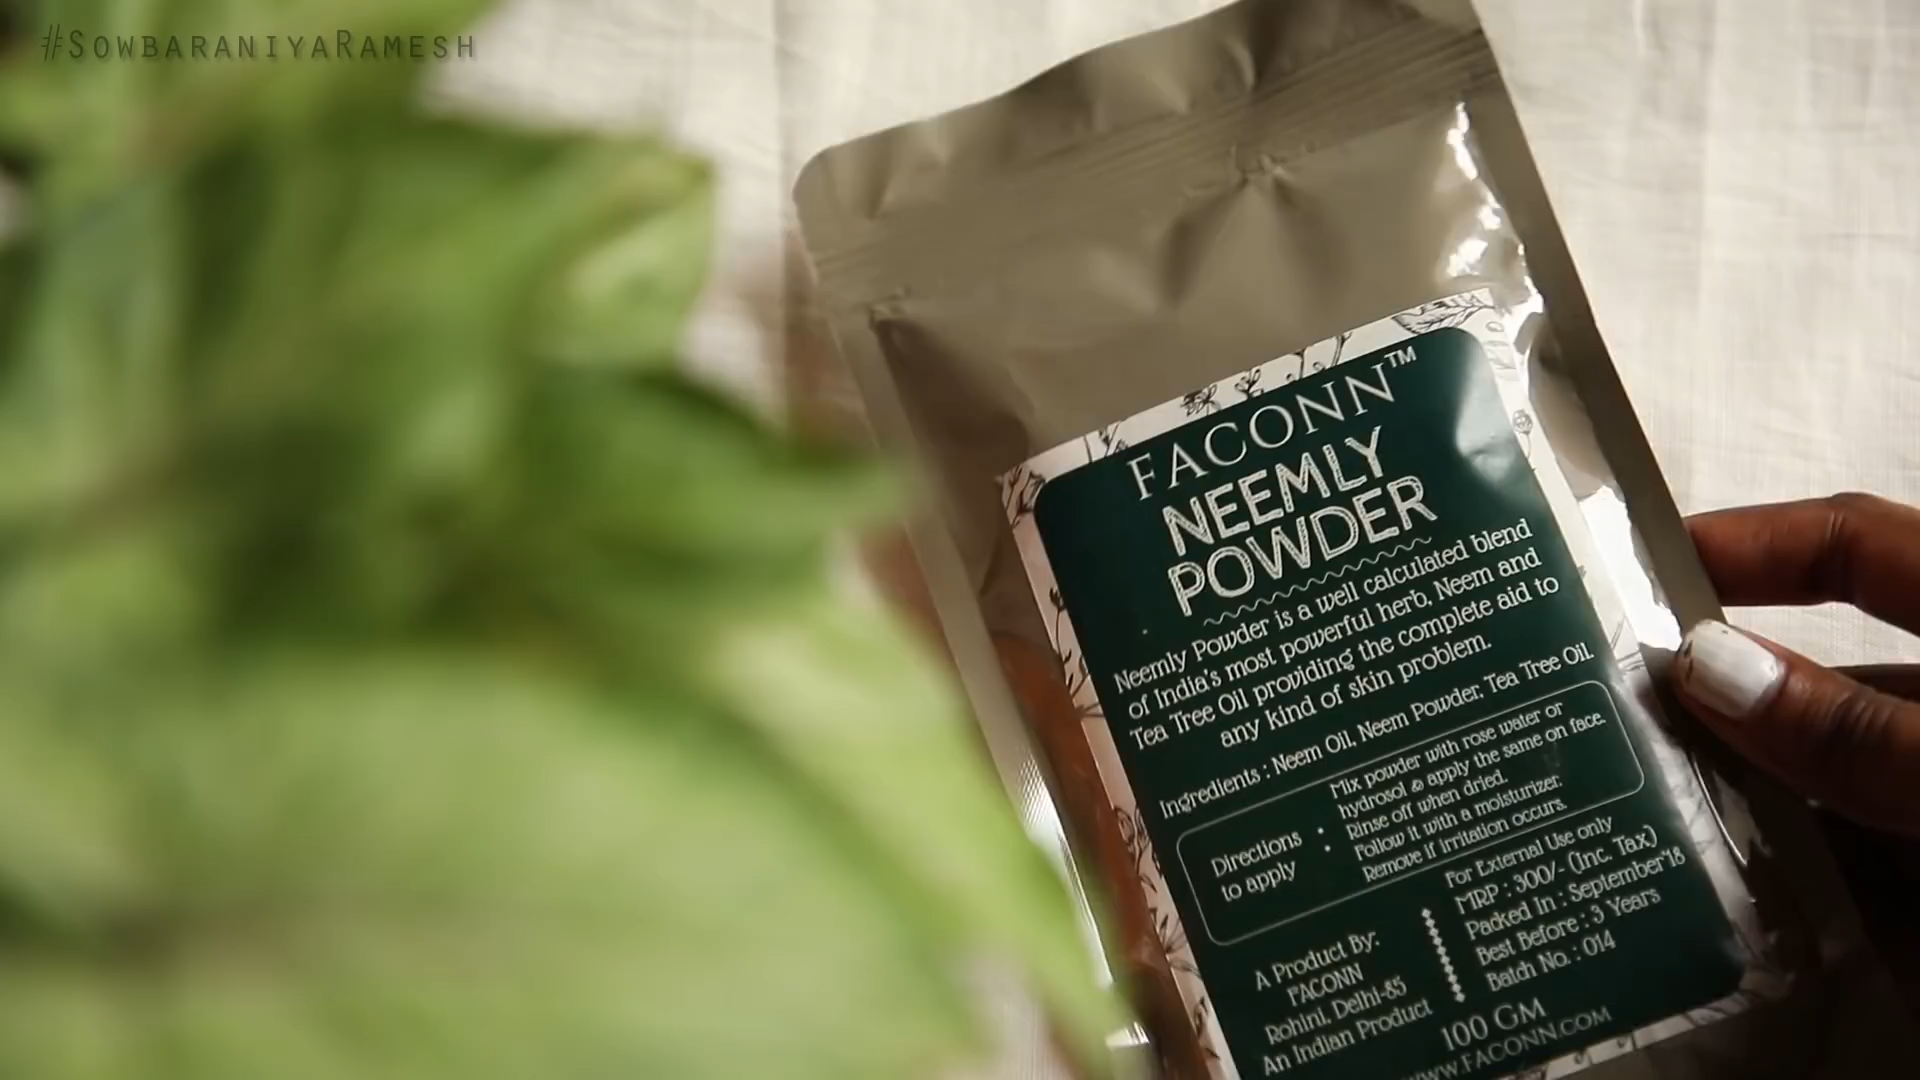 #SowbaraniyaRamesh
FACONN™
NEEMLY
POWDER
Neemly Powder is a well calculated blend
of India's most powerful herb, Neem and
Tea Tree Oil providing the complete aid to
any kind of skin problem.
Ingredients : Neem Oil, Neem Powder, Tea Tree Oil.
Directions
to apply
:
Mix powder with rose water or
hydrosol & apply the same on face.
Rinse off when dried.
Follow it with a moisturizer.
Remove if irritation occurs.
A Product By:
FACONN
Rohini, Delhi-85
An Indian Product
For External Use only
MRP : 300/- (Inc. Tax)
Packed In : September'18
Best Before : 3 Years
Batch No. : 014
100 GM
www.FACONN.COM